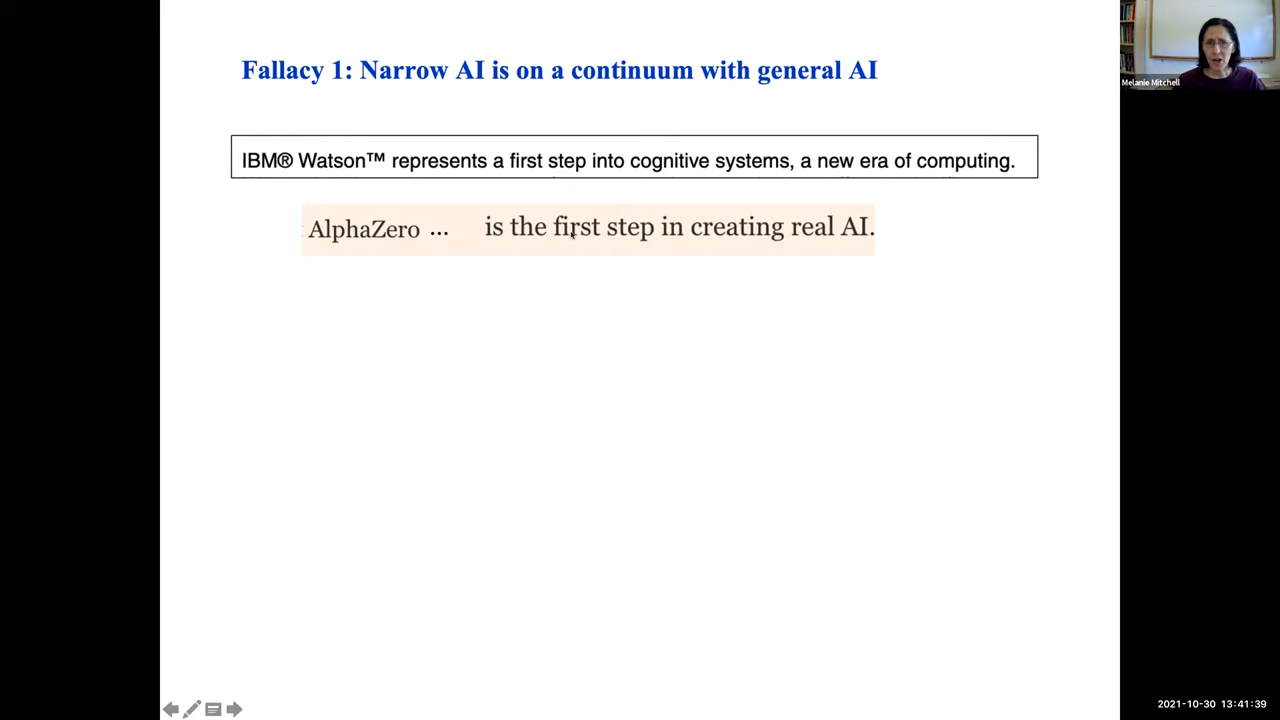 Fallacy 1: Narrow AI is on a continuum with general AI
Melanie Mitchell
IBM® Watson™ represents a first step into cognitive systems, a new era of computing.
AlphaZero ... is the first step in creating real AI.
2021-10-30 13:41:39